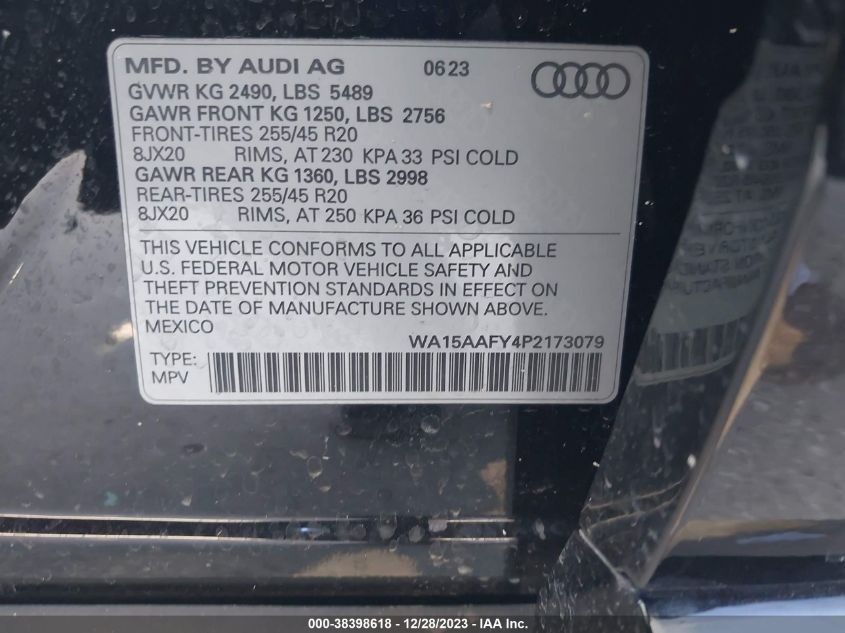 MFD. BY AUDI AG 0623
GVWR KG 2490, LBS 5489
GAWR FRONT KG 1250, LBS 2756
FRONT-TIRES 255/45 R20
8JX20 RIMS, AT 230 KPA 33 PSI COLD
GAWR REAR KG 1360, LBS 2998
REAR-TIRES 255/45 R20
8JX20 RIMS, AT 250 KPA 36 PSI COLD
THIS VEHICLE CONFORMS TO ALL APPLICABLE
U.S. FEDERAL MOTOR VEHICLE SAFETY AND
THEFT PREVENTION STANDARDS IN EFFECT ON
THE DATE OF MANUFACTURE SHOWN ABOVE.
MEXICO WA15AAFY4P2173079
TYPE:
MPV
000-38398618 - 12/28/2023 - IAA Inc.